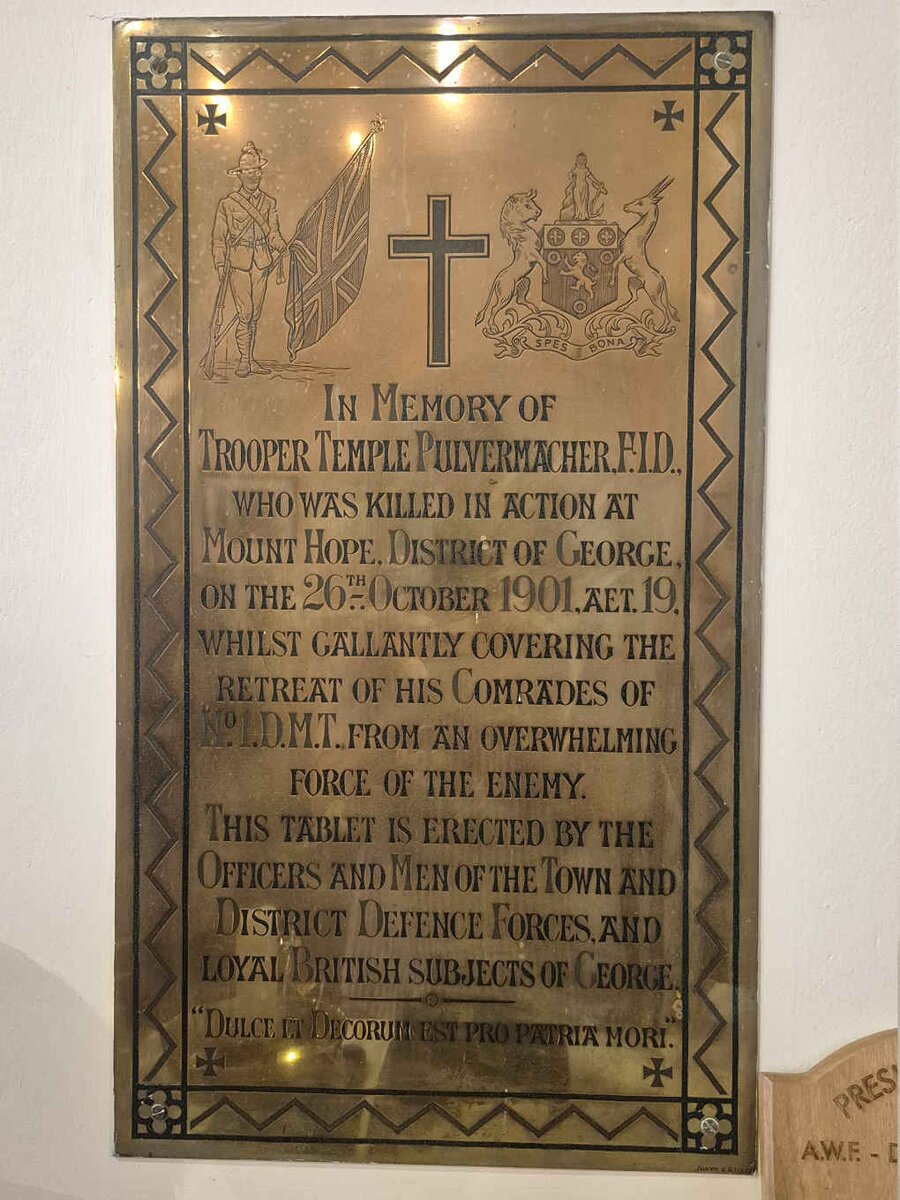 SPES BONA
IN MEMORY OF
TROOPER TEMPLE PULVERMACHER, F.I.D.,
WHO WAS KILLED IN ACTION AT
MOUNT HOPE, DISTRICT OF GEORGE,
ON THE 26TH OCTOBER 1901, AET. 19,
WHILST GALLANTLY COVERING THE
RETREAT OF HIS COMRADES OF
No 1. D.M.T., FROM AN OVERWHELMING
FORCE OF THE ENEMY.
THIS TABLET IS ERECTED BY THE
OFFICERS AND MEN OF THE TOWN AND
DISTRICT DEFENCE FORCES, AND
LOYAL BRITISH SUBJECTS OF GEORGE.
"DULCE ET DECORUM EST PRO PATRIA MORI."
A.W.F. -